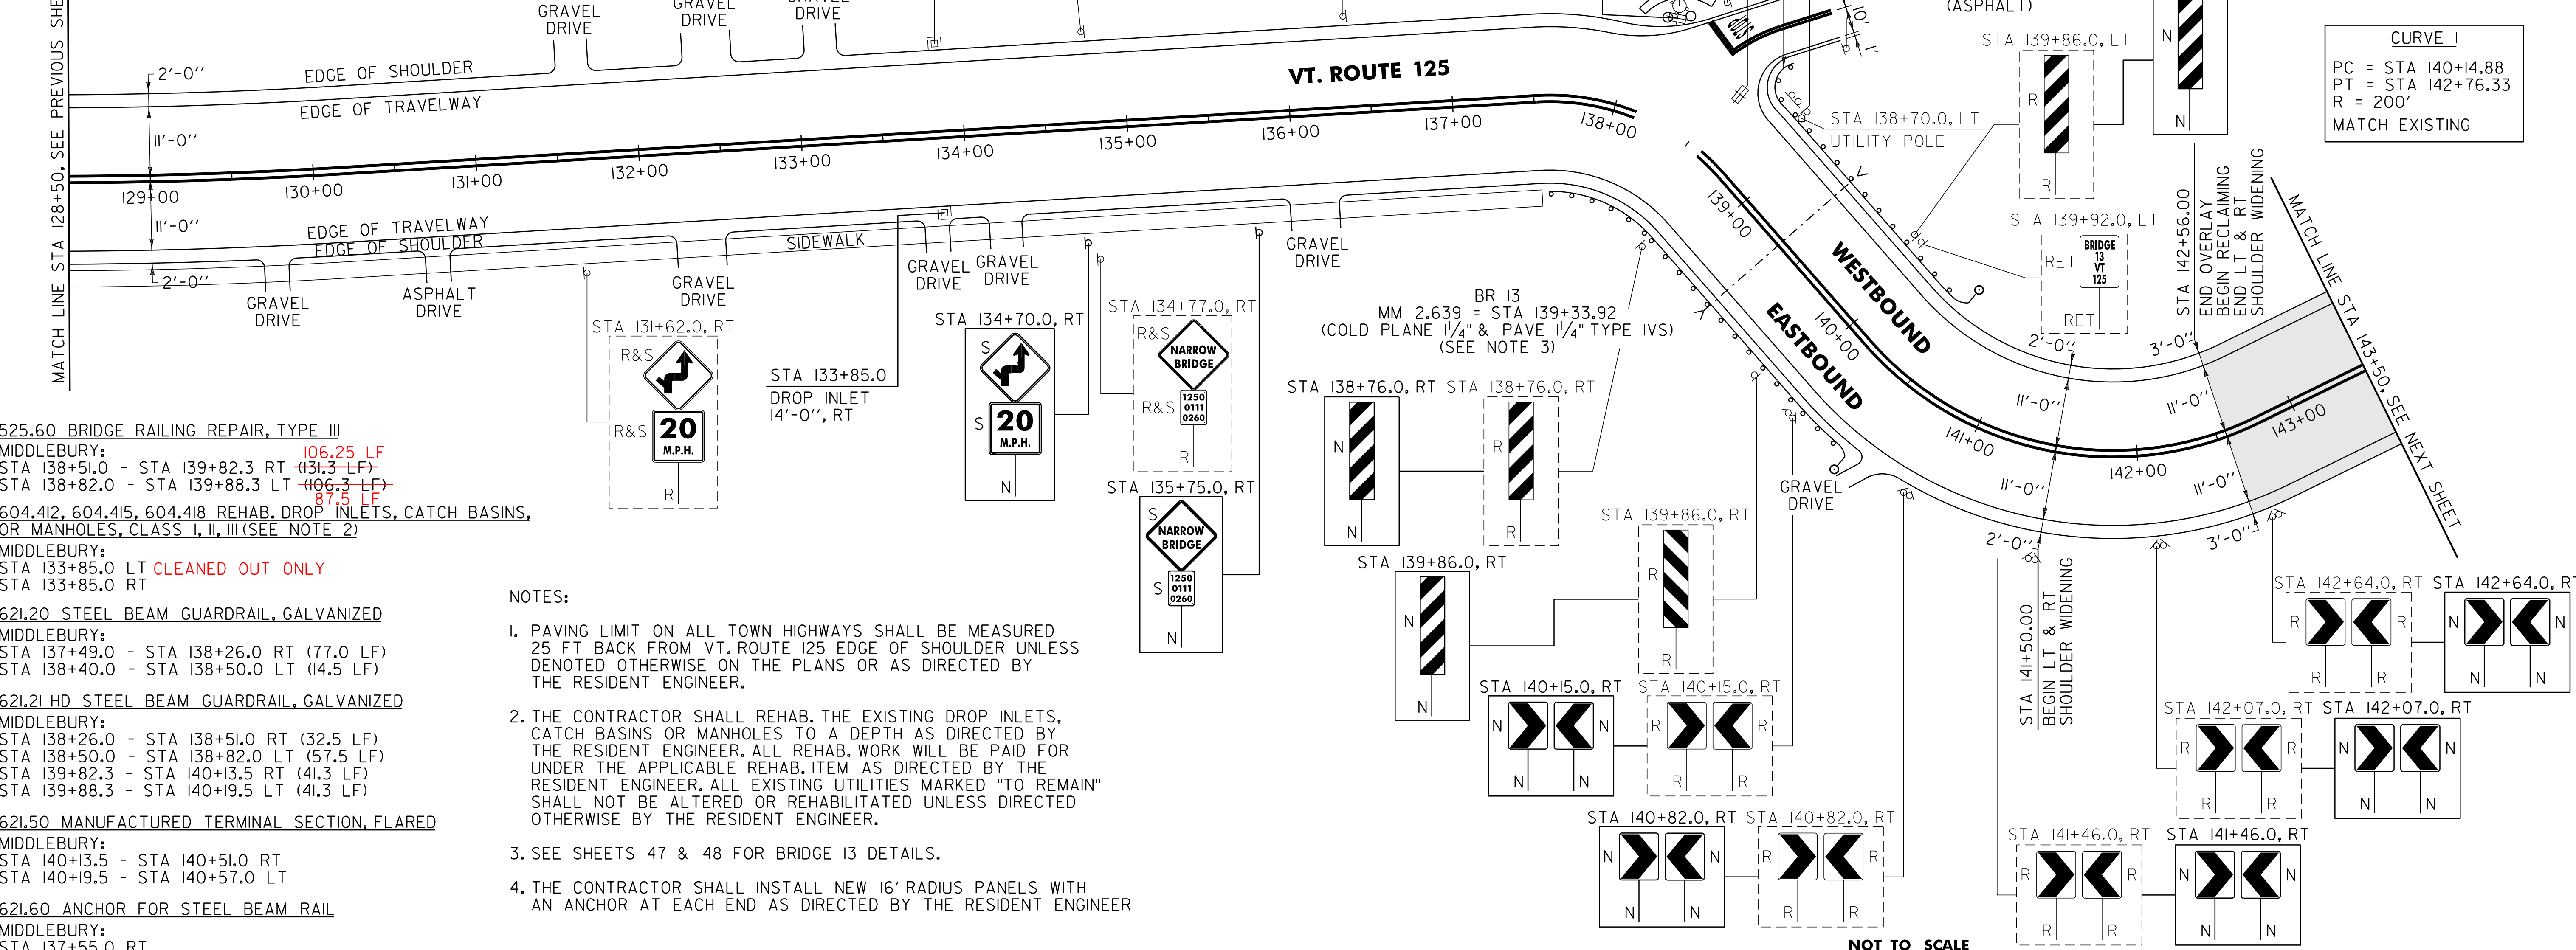 MATCH LINE STA 128+50, SEE PREVIOUS SHE
GRAVEL
DRIVE
GRAVEL
DRIVE
DRIVE
2'-0"
EDGE OF SHOULDER
EDGE OF TRAVELWAY
11'-0"
VT. ROUTE 125
129+00
130+00
131+00
132+00
133+00
134+00
135+00
136+00
137+00
138+00
139+00
140+00
141+00
142+00
143+00
11'-0"
EDGE OF TRAVELWAY
EDGE OF SHOULDER
SIDEWALK
2'-0"
GRAVEL
DRIVE
ASPHALT
DRIVE
GRAVEL
DRIVE
GRAVEL
DRIVE
GRAVEL
DRIVE
GRAVEL
DRIVE
10'
1'
(ASPHALT)
N
N
STA 139+86.0, LT
R
R
STA 138+70.0, LT
UTILITY POLE
STA 139+92.0, LT
RET
BRIDGE
13
VT
125
RET
CURVE 1
PC = STA 140+14.88
PT = STA 142+76.33
R = 200'
MATCH EXISTING
STA 142+56.00
END OVERLAY
BEGIN RECLAIMING
END LT & RT
SHOULDER WIDENING
MATCH LINE STA 143+50, SEE NEXT SHEET
WESTBOUND
EASTBOUND
2'-0"
3'-0"
11'-0"
11'-0"
11'-0"
11'-0"
2'-0"
3'-0"
STA 141+50.00
BEGIN LT & RT
SHOULDER WIDENING
GRAVEL
DRIVE
BR 13
MM 2.639 = STA 139+33.92
(COLD PLANE 1 1/4" & PAVE 1 1/4" TYPE IVS)
(SEE NOTE 3)
STA 131+62.0, RT
R&S
R&S
20
M.P.H.
R
STA 133+85.0
DROP INLET
14'-0", RT
STA 134+70.0, RT
S
S
20
M.P.H.
N
STA 134+77.0, RT
R&S
NARROW
BRIDGE
R&S
1250
0111
0260
R
STA 135+75.0, RT
S
NARROW
BRIDGE
S
1250
0111
0260
N
STA 138+76.0, RT
N
N
STA 138+76.0, RT
R
R
STA 139+86.0, RT
R
R
STA 139+86.0, RT
N
N
STA 140+15.0, RT
N N
N N
STA 140+15.0, RT
R R
R R
STA 140+82.0, RT
N N
N N
STA 140+82.0, RT
R R
R R
STA 141+46.0, RT
R R
R R
STA 141+46.0, RT
N N
N N
STA 142+07.0, RT
R R
R R
STA 142+07.0, RT
N N
N N
STA 142+64.0, RT
R R
R R
STA 142+64.0, RT
N N
N N
525.60 BRIDGE RAILING REPAIR, TYPE III
MIDDLEBURY:
106.25 LF
STA 138+51.0 - STA 139+82.3 RT (131.3 LF)
STA 138+82.0 - STA 139+88.3 LT (106.3 LF)
87.5 LF
604.412, 604.415, 604.418 REHAB. DROP INLETS, CATCH BASINS,
OR MANHOLES, CLASS I, II, III (SEE NOTE 2)
MIDDLEBURY:
STA 133+85.0 LT CLEANED OUT ONLY
STA 133+85.0 RT
621.20 STEEL BEAM GUARDRAIL, GALVANIZED
MIDDLEBURY:
STA 137+49.0 - STA 138+26.0 RT (77.0 LF)
STA 138+40.0 - STA 138+50.0 LT (14.5 LF)
621.21 HD STEEL BEAM GUARDRAIL, GALVANIZED
MIDDLEBURY:
STA 138+26.0 - STA 138+51.0 RT (32.5 LF)
STA 138+50.0 - STA 138+82.0 LT (57.5 LF)
STA 139+82.3 - STA 140+13.5 RT (41.3 LF)
STA 139+88.3 - STA 140+19.5 LT (41.3 LF)
621.50 MANUFACTURED TERMINAL SECTION, FLARED
MIDDLEBURY:
STA 140+13.5 - STA 140+51.0 RT
STA 140+19.5 - STA 140+57.0 LT
621.60 ANCHOR FOR STEEL BEAM RAIL
MIDDLEBURY:
STA 137+55.0 RT
NOTES:
1. PAVING LIMIT ON ALL TOWN HIGHWAYS SHALL BE MEASURED
25 FT BACK FROM VT. ROUTE 125 EDGE OF SHOULDER UNLESS
DENOTED OTHERWISE ON THE PLANS OR AS DIRECTED BY
THE RESIDENT ENGINEER.
2. THE CONTRACTOR SHALL REHAB. THE EXISTING DROP INLETS,
CATCH BASINS OR MANHOLES TO A DEPTH AS DIRECTED BY
THE RESIDENT ENGINEER. ALL REHAB. WORK WILL BE PAID FOR
UNDER THE APPLICABLE REHAB. ITEM AS DIRECTED BY THE
RESIDENT ENGINEER. ALL EXISTING UTILITIES MARKED "TO REMAIN"
SHALL NOT BE ALTERED OR REHABILITATED UNLESS DIRECTED
OTHERWISE BY THE RESIDENT ENGINEER.
3. SEE SHEETS 47 & 48 FOR BRIDGE 13 DETAILS.
4. THE CONTRACTOR SHALL INSTALL NEW 16' RADIUS PANELS WITH
AN ANCHOR AT EACH END AS DIRECTED BY THE RESIDENT ENGINEER
NOT TO SCALE